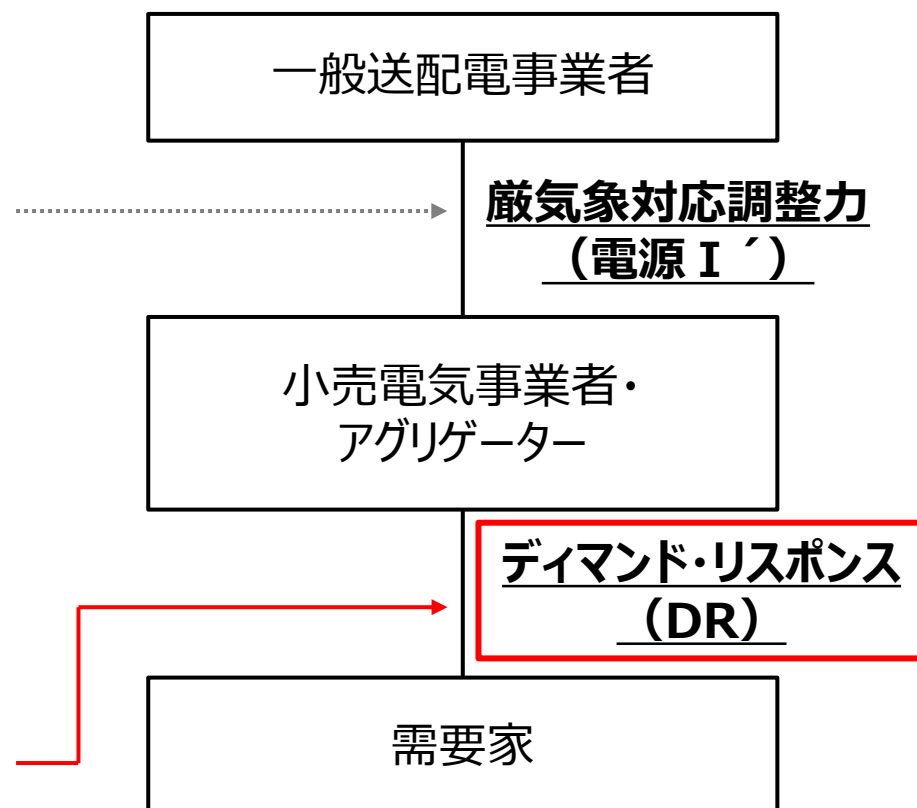 一般送配電事業者
厳気象対応調整力
（電源Ⅰ´）
小売電気事業者・
アグリゲーター
ディマンド・リスポンス
（DR）
需要家